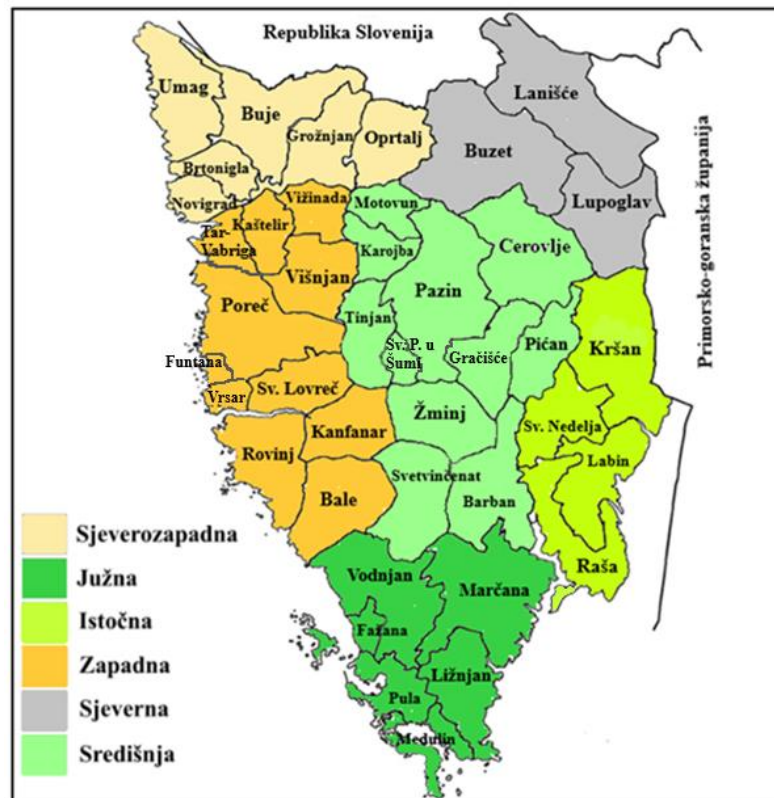 Republika Slovenija
Umag
Buje
Grožnjan
Oprtalj
Lanišće
Buzet
Lupoglav
Brtonigla
Novigrad
Vižinada
Motovun
Tar-
Vabriga
Kaštelir
Karojba
Cerovlje
Višnjan
Pazin
Poreč
Tinjan
Sv. P. u
Šumi
Gračišće
Pićan
Kršan
Primorsko-goranska županija
Funtana
Vrsar
Sv. Lovreč
Žminj
Sv. Nedelja
Kanfanar
Rovinj
Labin
Svetvinčenat
Bale
Barban
Raša
Vodnjan
Marčana
Fažana
Ližnjan
Pula
Medulin
Sjeverozapadna
Južna
Istočna
Zapadna
Sjeverna
Središnja